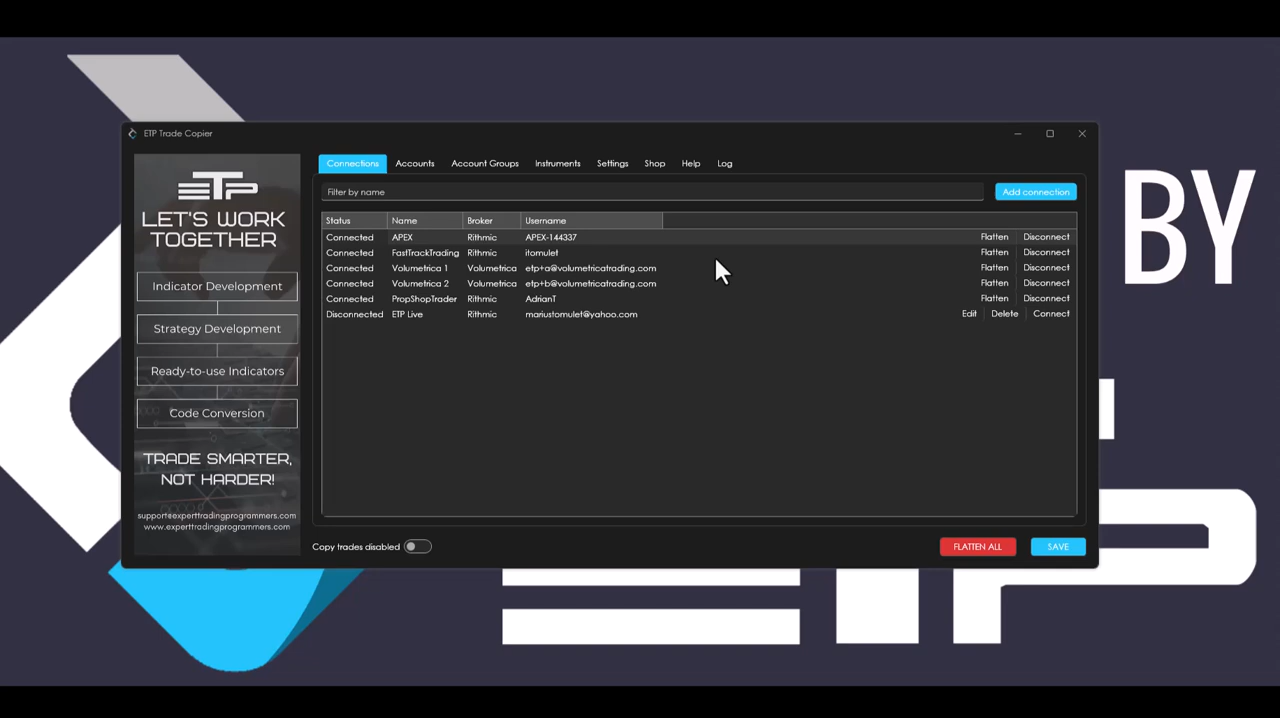 ETP Trade Copier
ETP
LET'S WORK
TOGETHER
Indicator Development
Strategy Development
Ready-to-use Indicators
Code Conversion
TRADE SMARTER,
NOT HARDER!
support@experttradingprogrammers.com
www.experttradingprogrammers.com
Connections Accounts Account Groups Instruments Settings Shop Help Log
Filter by name Add connection
Status Name Broker Username
Connected APEX Rithmic APEX-144337 Flatten Disconnect
Connected FastTrackTrading Rithmic itomulet Flatten Disconnect
Connected Volumetrica 1 Volumetrica etp+a@volumetricatrading.com Flatten Disconnect
Connected Volumetrica 2 Volumetrica etp+b@volumetricatrading.com Flatten Disconnect
Connected PropShopTrader Rithmic AdrianT Flatten Disconnect
Disconnected ETP Live Rithmic mariustomulet@yahoo.com Edit Delete Connect
Copy trades disabled FLATTEN ALL SAVE
BY